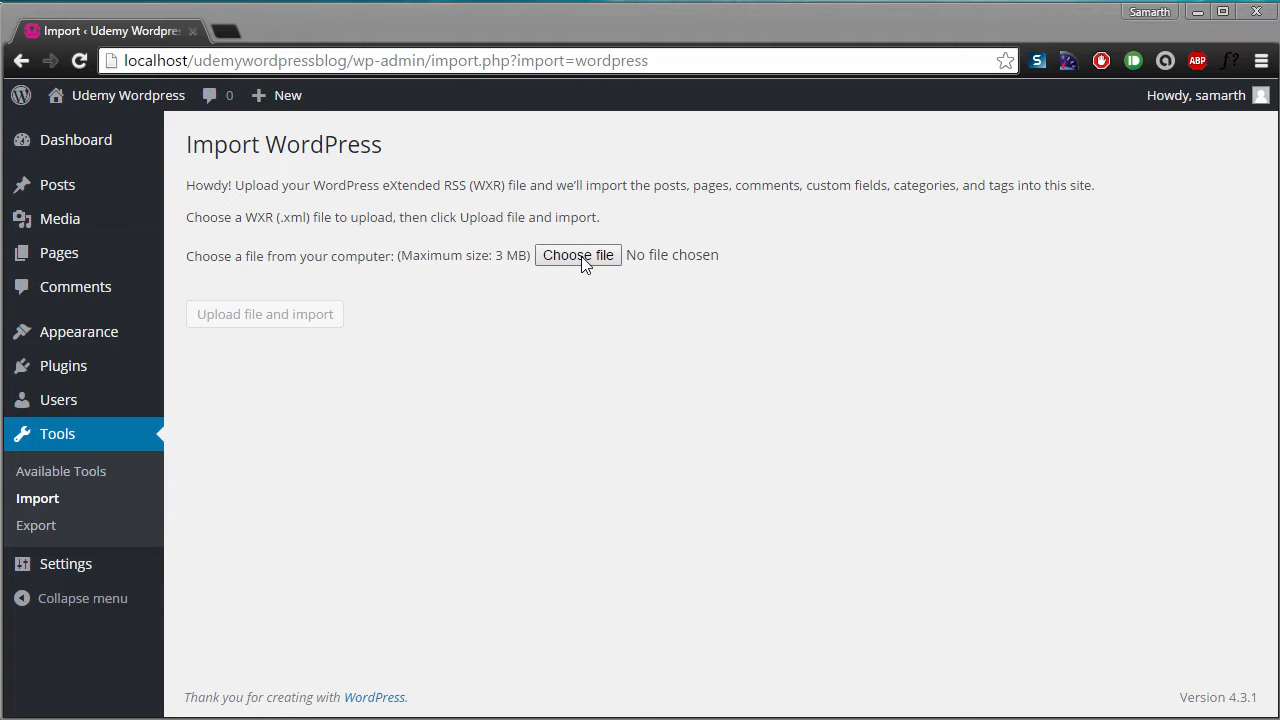 Samarth
Import ‹ Udemy Wordpres
localhost/udemywordpressblog/wp-admin/import.php?import=wordpress
S
ABP
f?
Udemy Wordpress 0 New
Howdy, samarth
Dashboard
Posts
Media
Pages
Comments
Appearance
Plugins
Users
Tools
Available Tools
Import
Export
Settings
Collapse menu
Import WordPress
Howdy! Upload your WordPress eXtended RSS (WXR) file and we'll import the posts, pages, comments, custom fields, categories, and tags into this site.
Choose a WXR (.xml) file to upload, then click Upload file and import.
Choose a file from your computer: (Maximum size: 3 MB) Choose file No file chosen
Upload file and import
Thank you for creating with WordPress.
Version 4.3.1